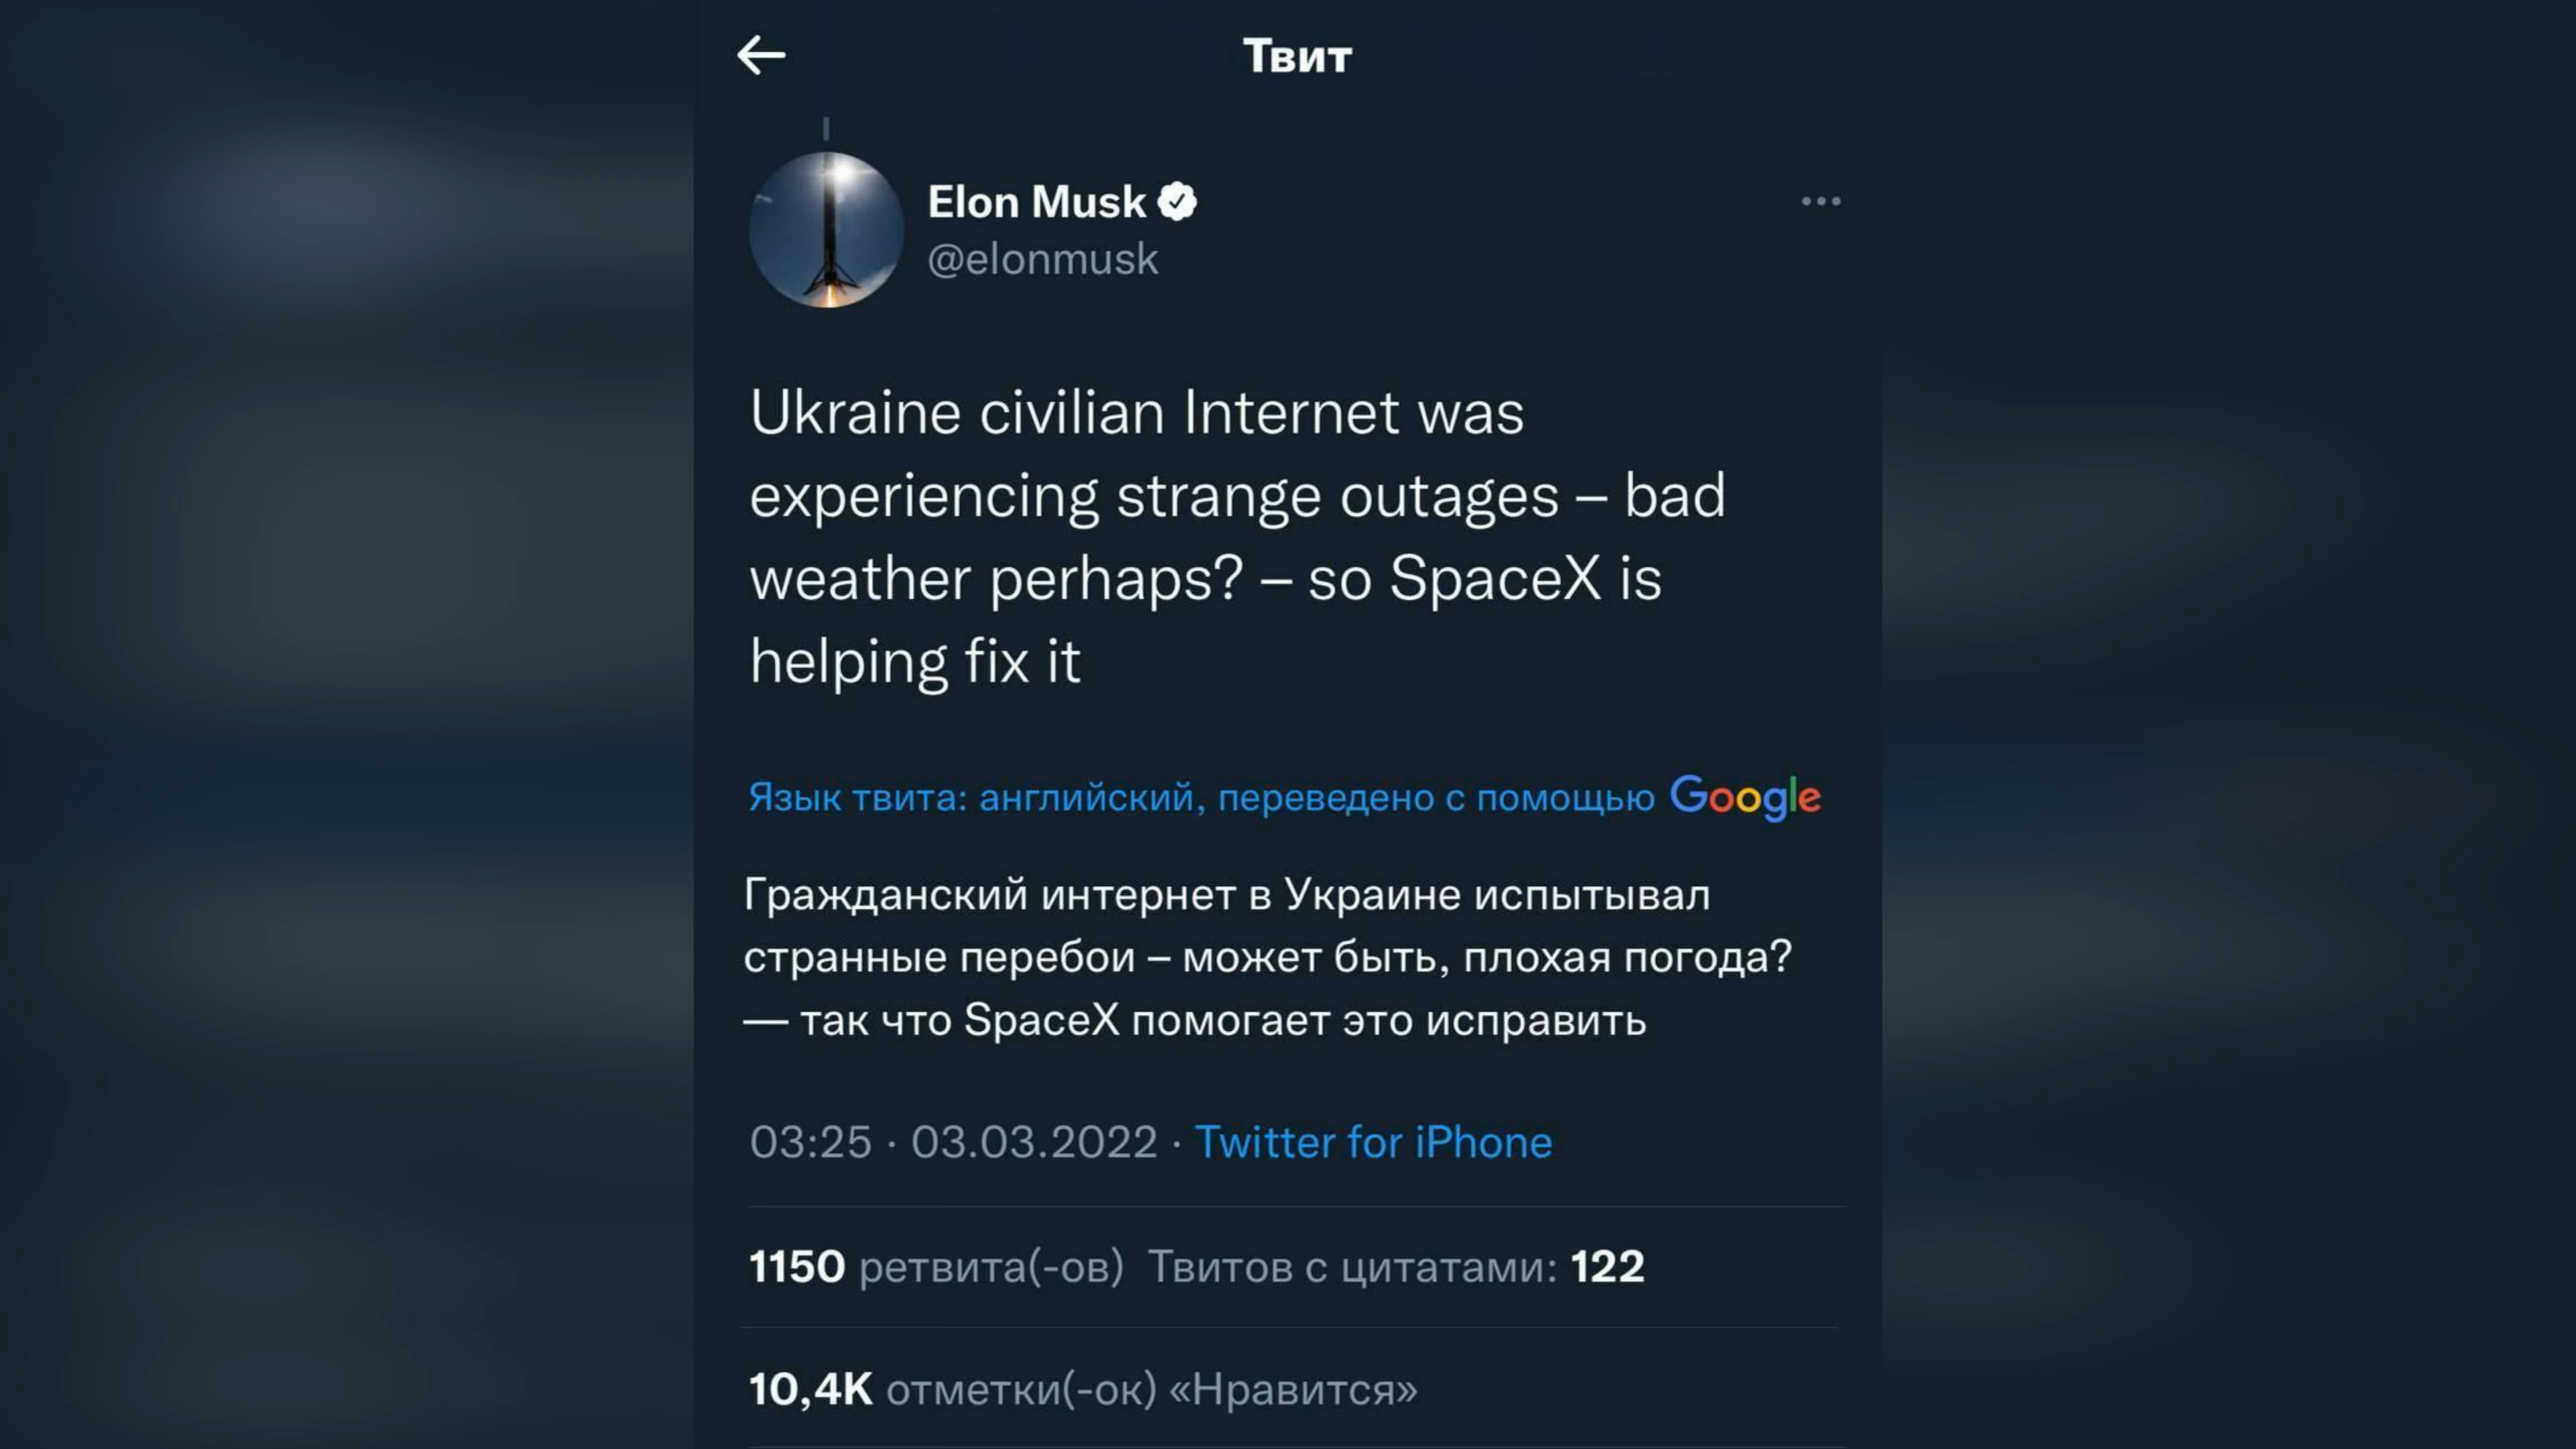 Твит
Elon Musk
@elonmusk
Ukraine civilian Internet was
experiencing strange outages – bad
weather perhaps? – so SpaceX is
helping fix it
Язык твита: английский, переведено с помощью Google
Гражданский интернет в Украине испытывал
странные перебои – может быть, плохая погода?
— так что SpaceX помогает это исправить
03:25 · 03.03.2022 · Twitter for iPhone
1150 ретвита(-ов) Твитов с цитатами: 122
10,4K отметки(-ок) «Нравится»